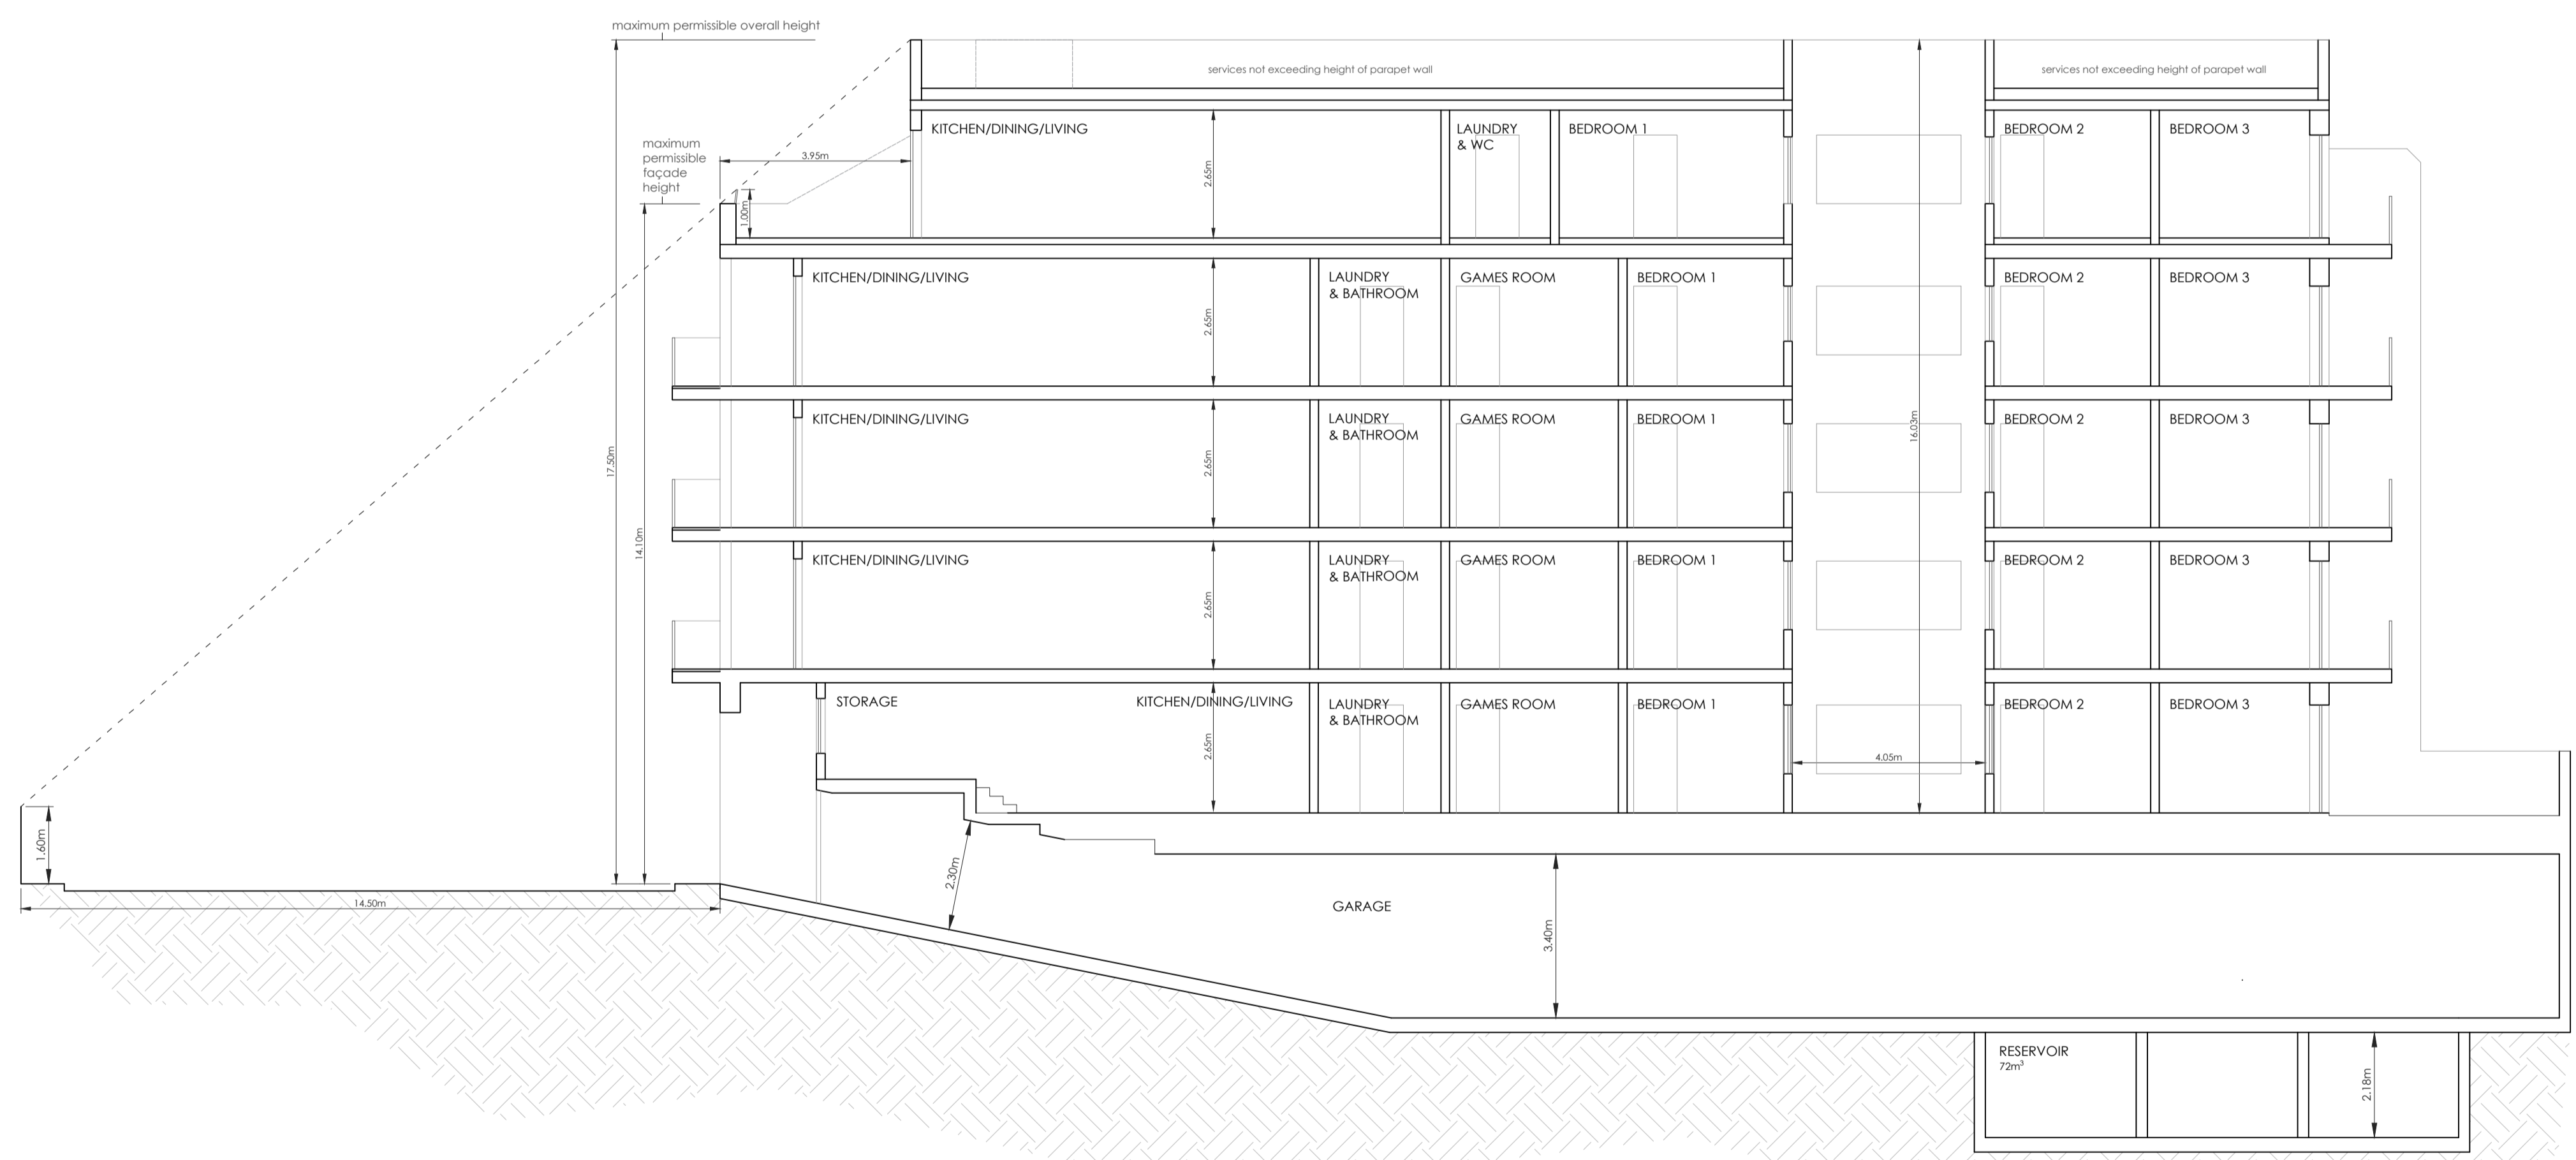 maximum permissible overall height
services not exceeding height of parapet wall
services not exceeding height of parapet wall
maximum
permissible
façade
height
3.95m
KITCHEN/DINING/LIVING
2.65m
LAUNDRY
& WC
BEDROOM 1
BEDROOM 2
BEDROOM 3
1.00m
KITCHEN/DINING/LIVING
2.65m
LAUNDRY
& BATHROOM
GAMES ROOM
BEDROOM 1
BEDROOM 2
BEDROOM 3
17.50m
14.10m
KITCHEN/DINING/LIVING
2.65m
LAUNDRY
& BATHROOM
GAMES ROOM
BEDROOM 1
16.03m
BEDROOM 2
BEDROOM 3
KITCHEN/DINING/LIVING
2.65m
LAUNDRY
& BATHROOM
GAMES ROOM
BEDROOM 1
BEDROOM 2
BEDROOM 3
STORAGE
KITCHEN/DINING/LIVING
2.65m
LAUNDRY
& BATHROOM
GAMES ROOM
BEDROOM 1
4.05m
BEDROOM 2
BEDROOM 3
1.60m
14.50m
2.30m
GARAGE
3.40m
RESERVOIR
72m³
2.18m